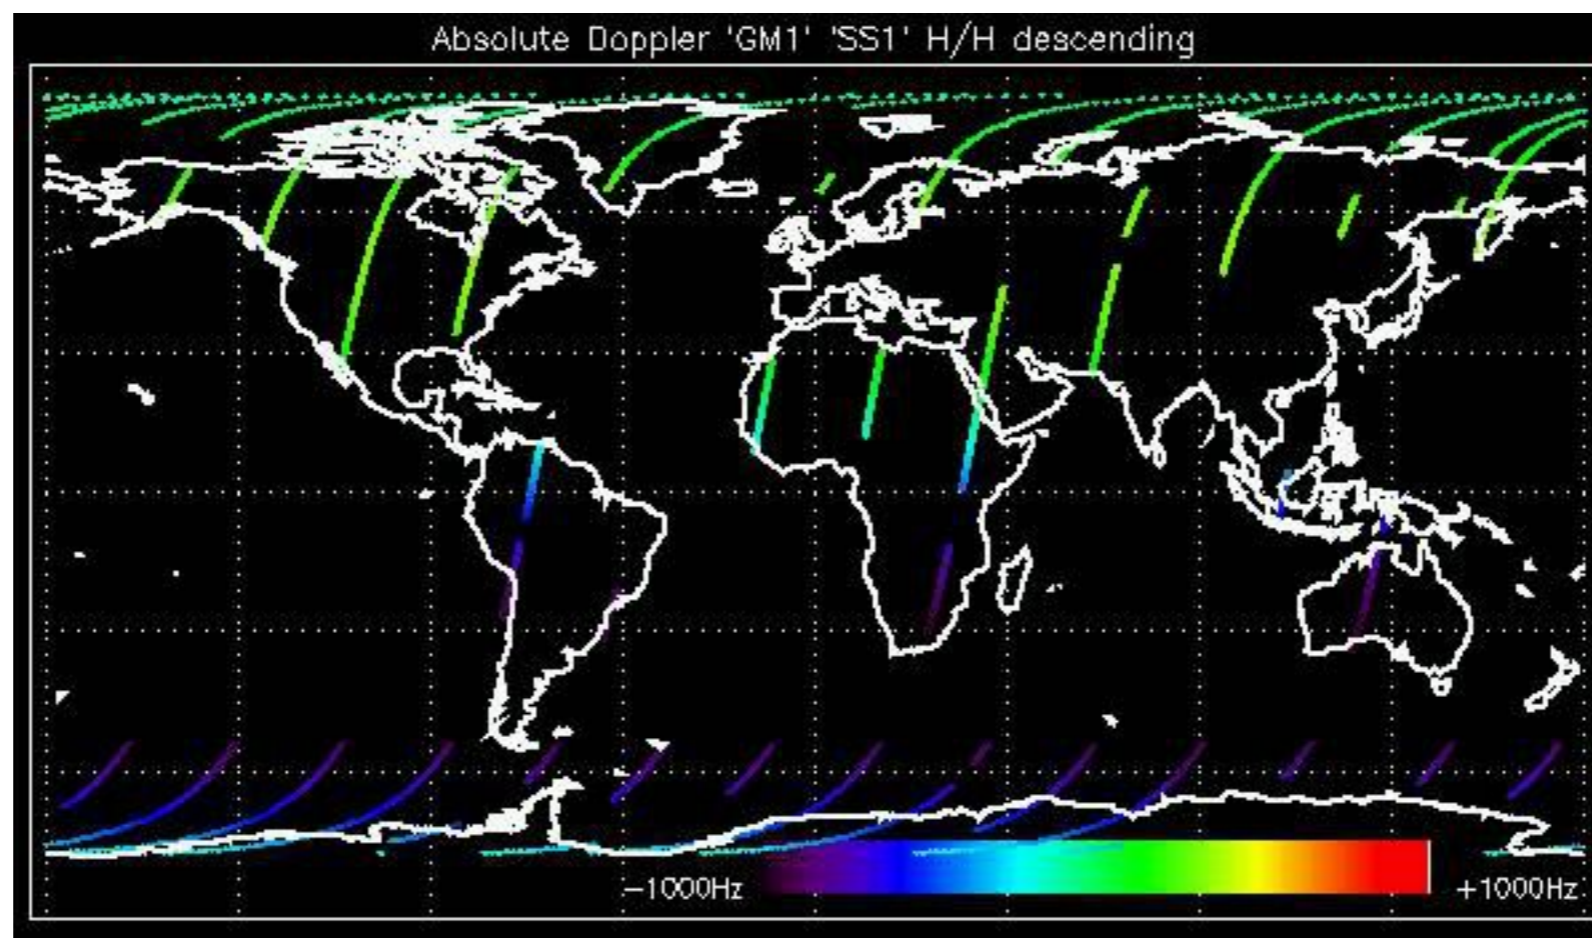 Absolute Doppler 'GM1' 'SS1' H/H descending
−1000Hz
+1000Hz